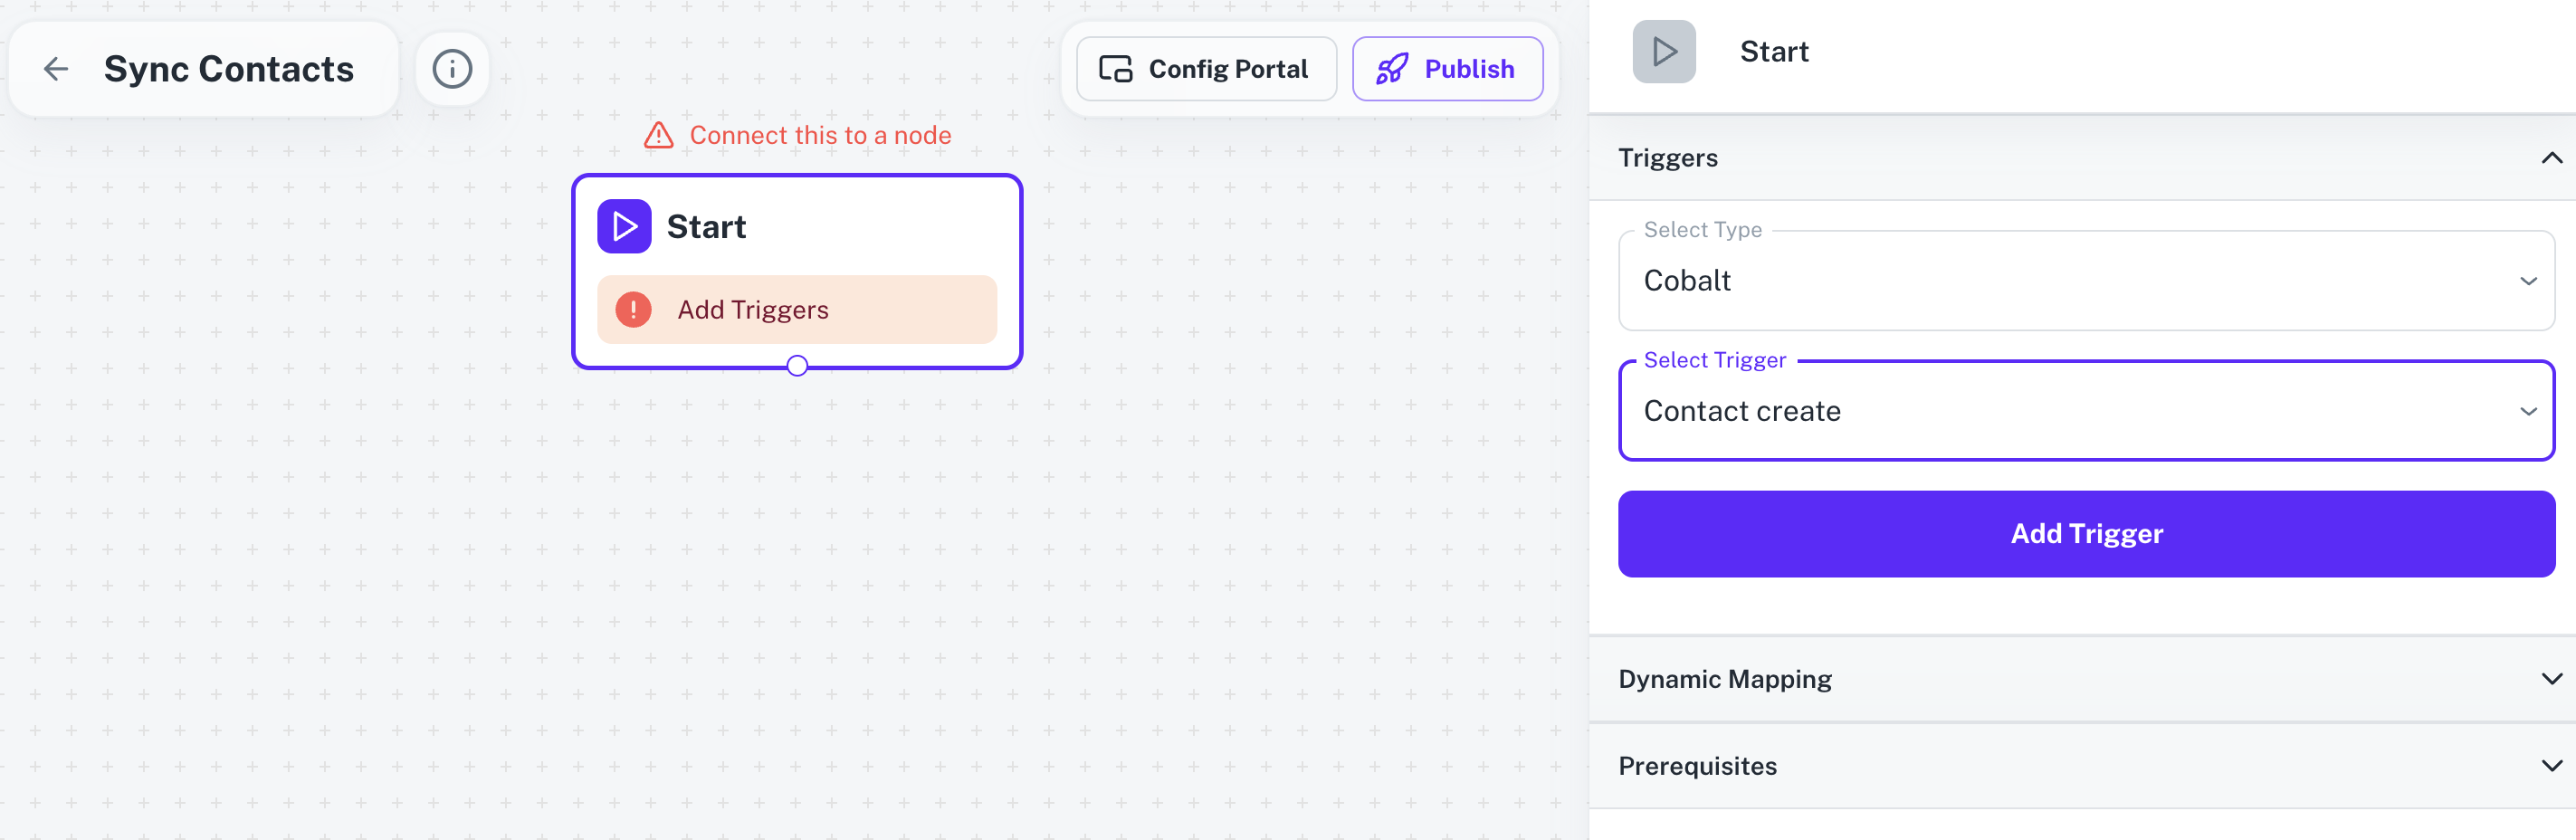 Sync Contacts
Config Portal
Publish
Connect this to a node
Start
Add Triggers
Start
Triggers
Select Type
Cobalt
Select Trigger
Contact create
Add Trigger
Dynamic Mapping
Prerequisites